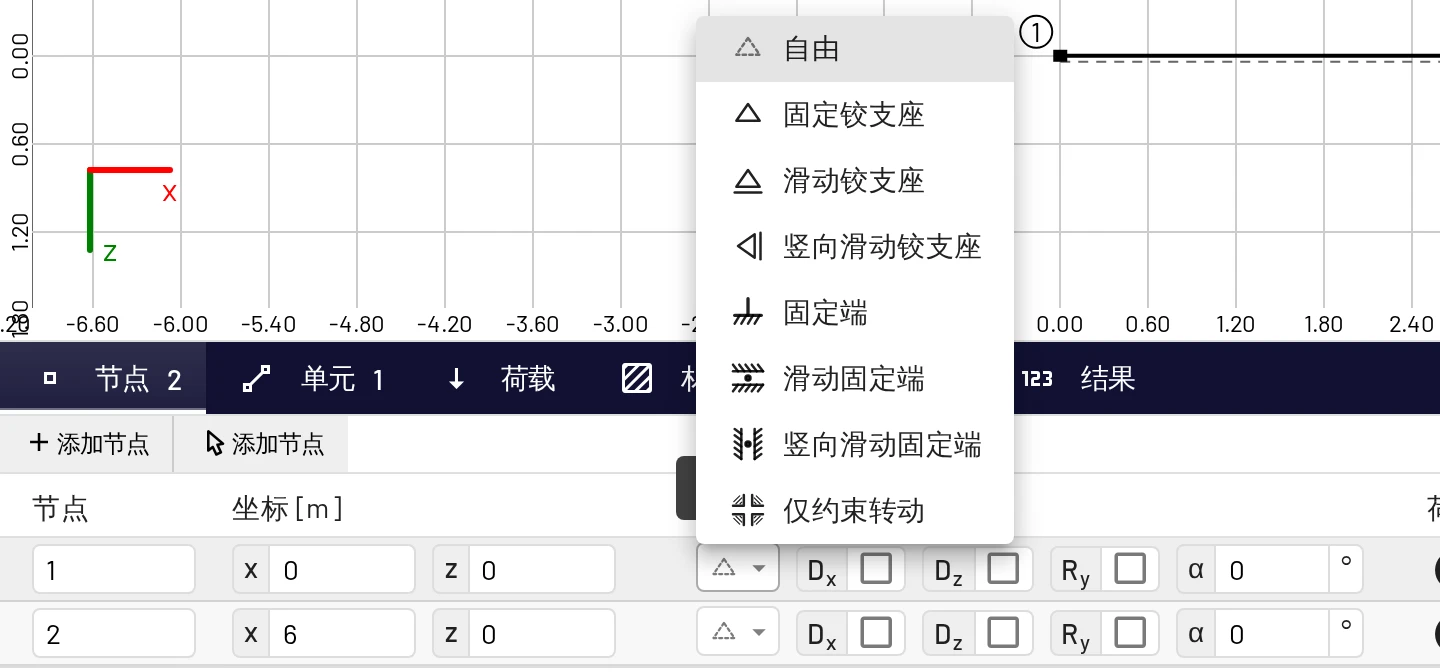 0.00
0.60
1.20
1.80
x
z
①
-6.60 -6.00 -5.40 -4.80 -4.20 -3.60 -3.00 0.00 0.60 1.20 1.80 2.40
自由
固定铰支座
滑动铰支座
竖向滑动铰支座
固定端
滑动固定端
竖向滑动固定端
仅约束转动
节点 2 单元 1 荷载 123 结果
+ 添加节点 添加节点
节点 坐标[m]
1 x 0 z 0 Dx Dz Ry α 0 °
2 x 6 z 0 Dx Dz Ry α 0 °